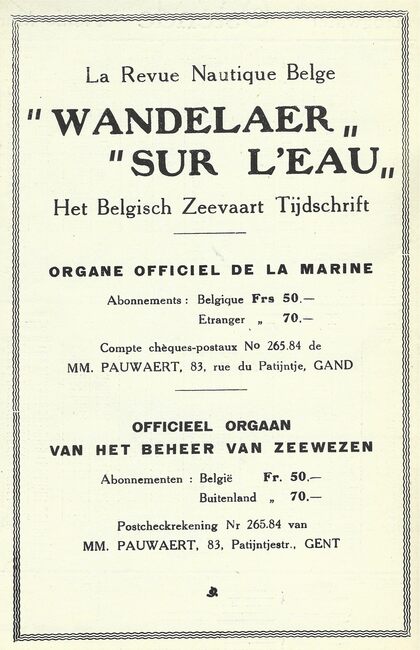 La Revue Nautique Belge
" WANDELAER „
" SUR L'EAU „
Het Belgisch Zeevaart Tijdschrift
ORGANE OFFICIEL DE LA MARINE
Abonnements : Belgique Frs 50.—
Etranger „ 70.—
Compte chèques-postaux No 265.84 de
MM. PAUWAERT, 83, rue du Patijntje, GAND
OFFICIEEL ORGAAN
VAN HET BEHEER VAN ZEEWEZEN
Abonnementen : België Fr. 50.—
Buitenland „ 70.—
Postcheckrekening Nr 265.84 van
MM. PAUWAERT, 83, Patijntjestr., GENT